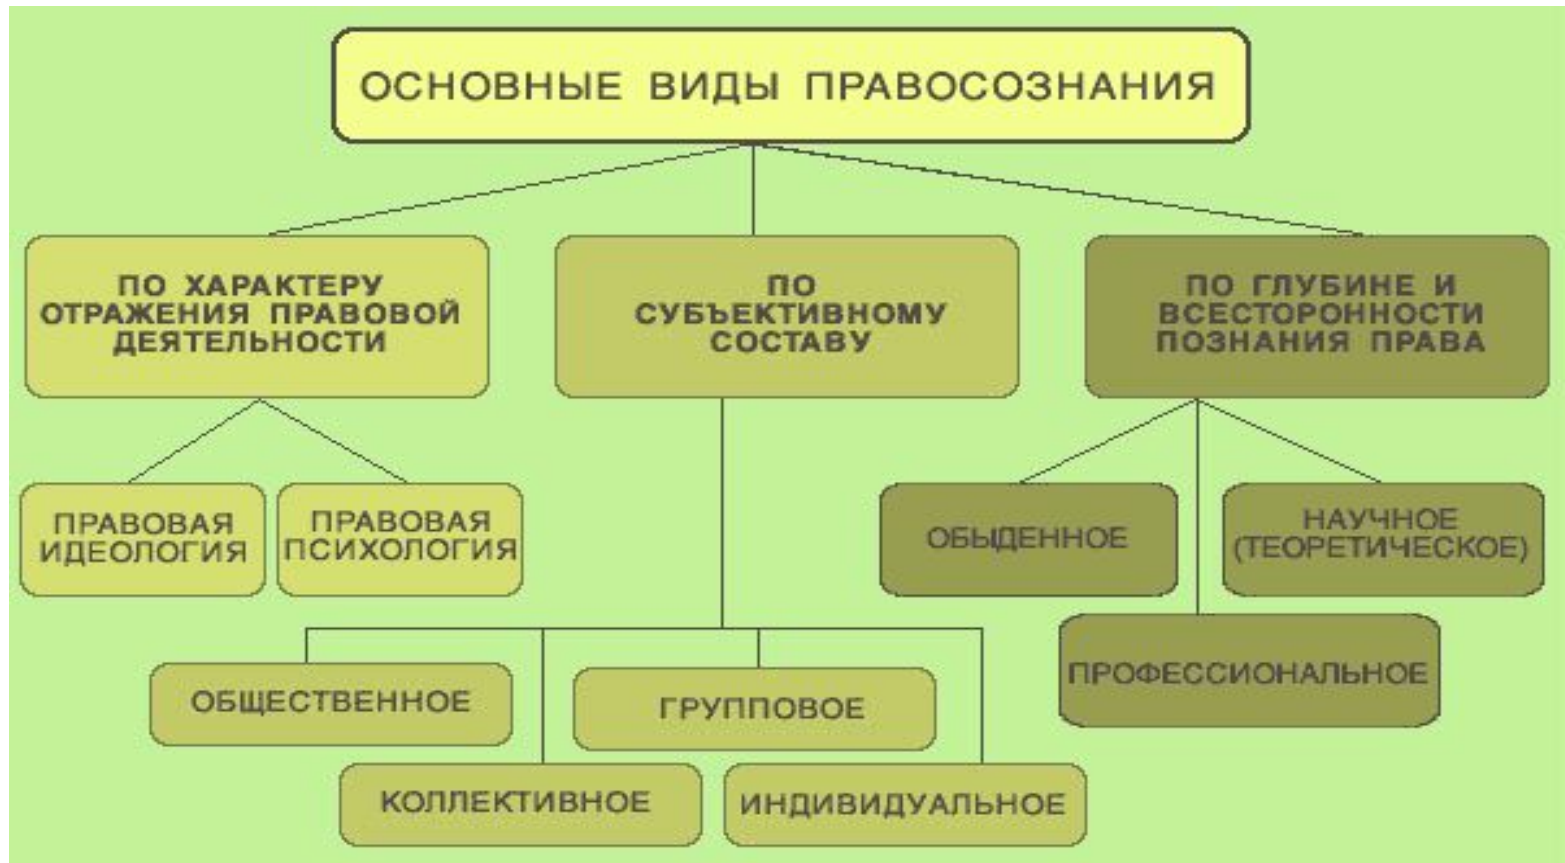 ОСНОВНЫЕ ВИДЫ ПРАВОСОЗНАНИЯ
ПО ХАРАКТЕРУ
ОТРАЖЕНИЯ ПРАВОВОЙ
ДЕЯТЕЛЬНОСТИ
ПО
СУБЪЕКТИВНОМУ
СОСТАВУ
ПО ГЛУБИНЕ И
ВСЕСТОРОННОСТИ
ПОЗНАНИЯ ПРАВА
ПРАВОВАЯ
ИДЕОЛОГИЯ
ПРАВОВАЯ
ПСИХОЛОГИЯ
ОБЫДЕННОЕ
НАУЧНОЕ
(ТЕОРЕТИЧЕСКОЕ)
ПРОФЕССИОНАЛЬНОЕ
ОБЩЕСТВЕННОЕ
ГРУППОВОЕ
КОЛЛЕКТИВНОЕ
ИНДИВИДУАЛЬНОЕ